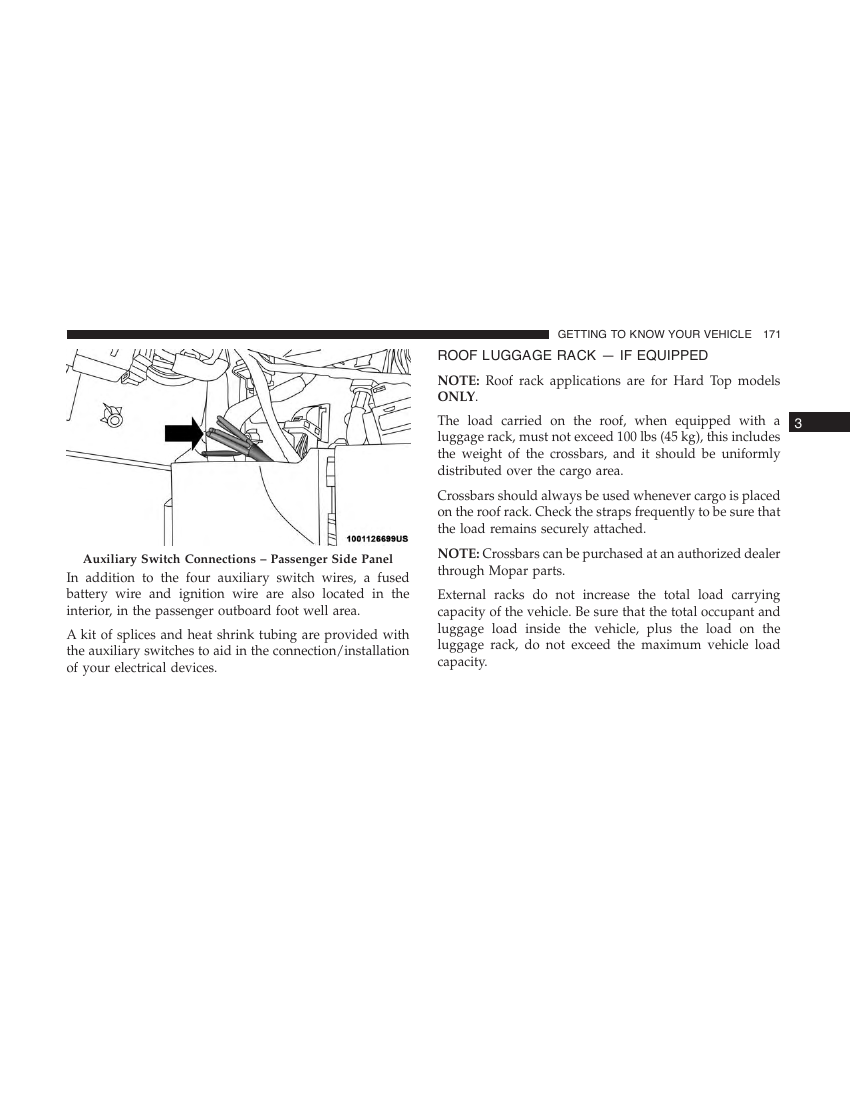 GETTING TO KNOW YOUR VEHICLE 171
1001126699US
Auxiliary Switch Connections – Passenger Side Panel
In addition to the four auxiliary switch wires, a fused
battery wire and ignition wire are also located in the
interior, in the passenger outboard foot well area.
A kit of splices and heat shrink tubing are provided with
the auxiliary switches to aid in the connection/installation
of your electrical devices.
ROOF LUGGAGE RACK — IF EQUIPPED
NOTE: Roof rack applications are for Hard Top models
ONLY.
The load carried on the roof, when equipped with a
luggage rack, must not exceed 100 lbs (45 kg), this includes
the weight of the crossbars, and it should be uniformly
distributed over the cargo area.
Crossbars should always be used whenever cargo is placed
on the roof rack. Check the straps frequently to be sure that
the load remains securely attached.
NOTE: Crossbars can be purchased at an authorized dealer
through Mopar parts.
External racks do not increase the total load carrying
capacity of the vehicle. Be sure that the total occupant and
luggage load inside the vehicle, plus the load on the
luggage rack, do not exceed the maximum vehicle load
capacity.
3